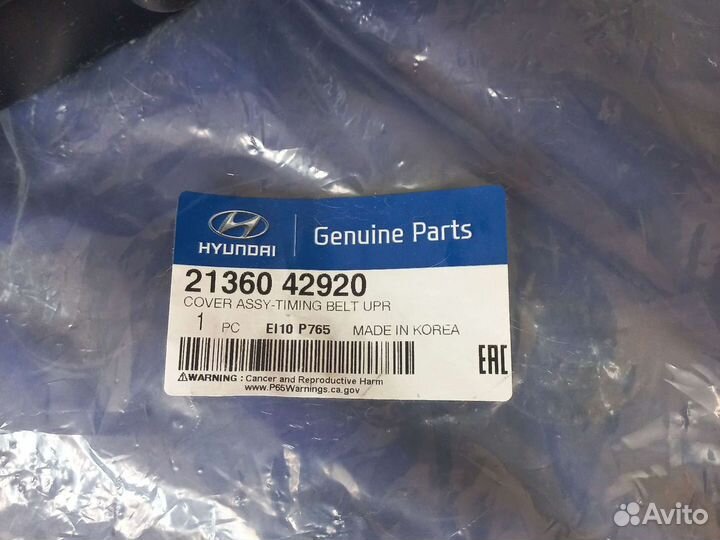 HYUNDAI
Genuine Parts
21360 42920
COVER ASSY-TIMING BELT UPR
1 PC EI10 P765 MADE IN KOREA
EAC
⚠WARNING : Cancer and Reproductive Harm
www.P65Warnings.ca.gov
Avito